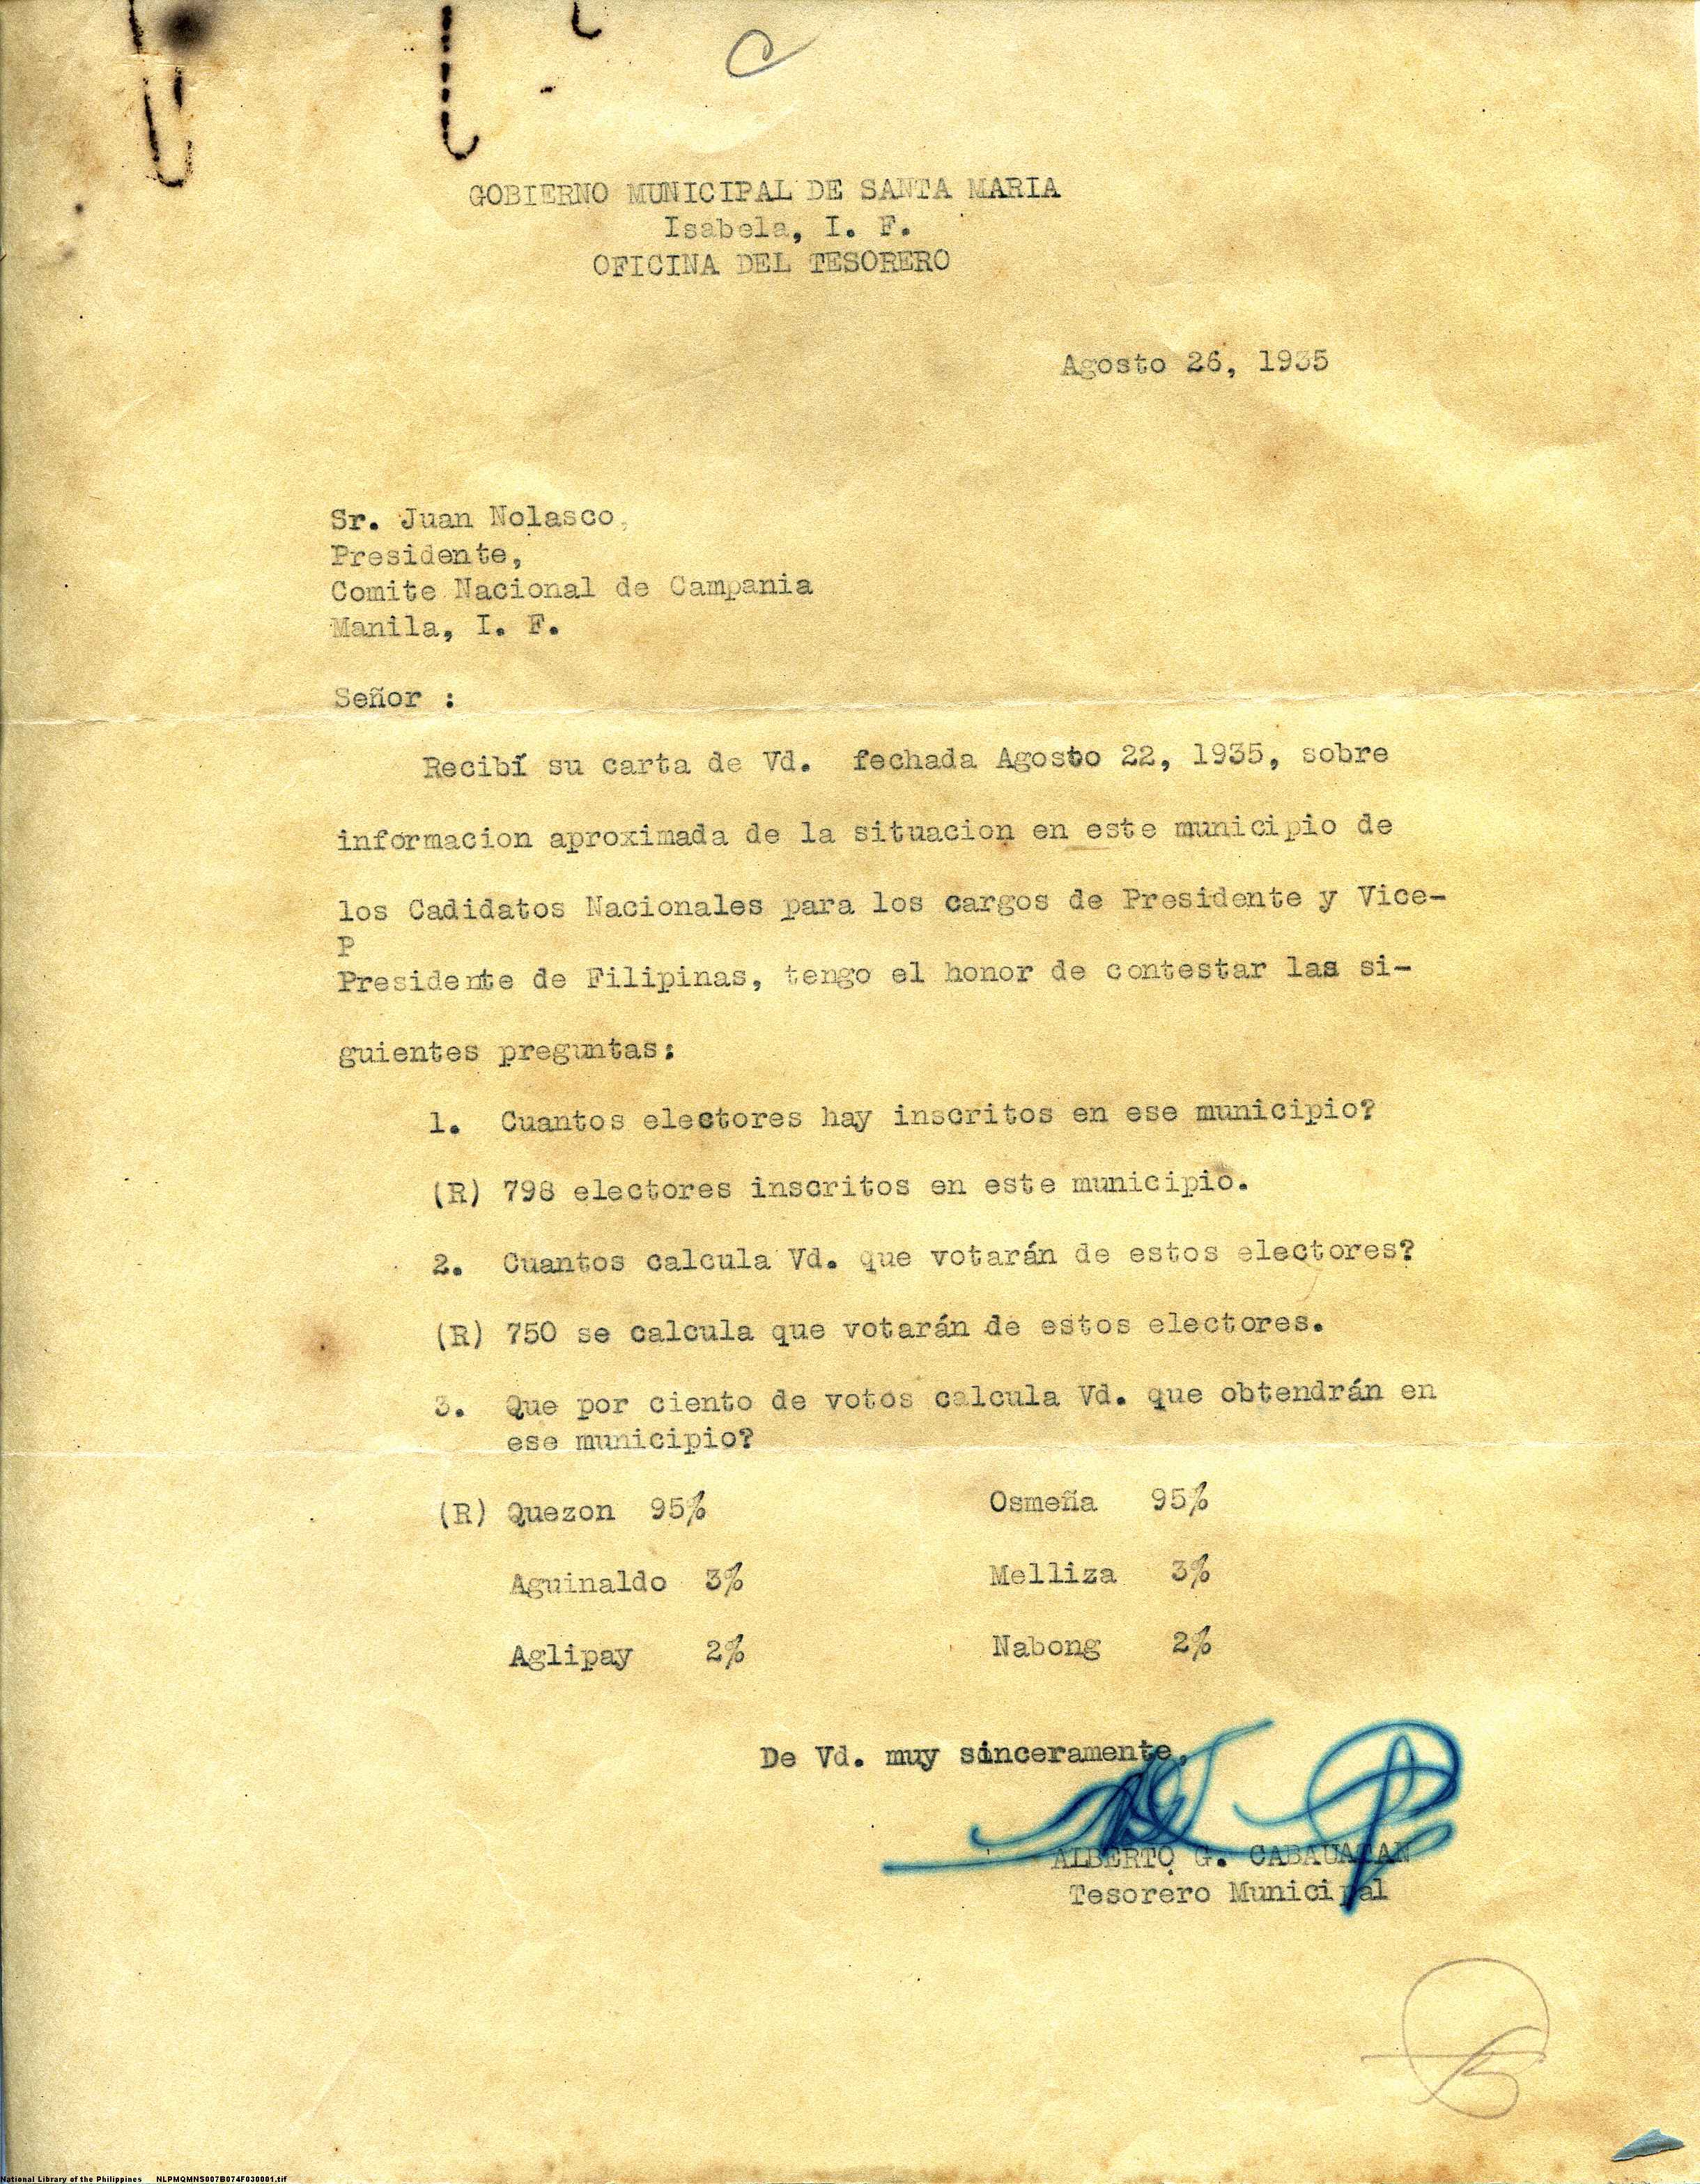 GOBIERNO MUNICIPAL DE SANTA MARIA
Isabela, I. F.
OFICINA DEL TESORERO
Agosto 26, 1935
Sr. Juan Nolasco,
Presidente,
Comite Nacional de Campania
Manila, I. F.
Señor :
Recibí su carta de Vd. fechada Agosto 22, 1935, sobre
informacion aproximada de la situacion en este municipio de
los Cadidatos Nacionales para los cargos de Presidente y Vice-
P
Presidente de Filipinas, tengo el honor de contestar las si-
guientes preguntas:
1. Cuantos electores hay inscritos en ese municipio?
(R) 798 electores inscritos en este municipio.
2. Cuantos calcula Vd. que votarán de estos electores?
(R) 750 se calcula que votarán de estos electores.
3. Que por ciento de votos calcula Vd. que obtendrán en
ese municipio?
(R) Quezon 95% Osmeña 95%
Aguinaldo 3% Melliza 3%
Aglipay 2% Nabong 2%
De Vd. muy sinceramente,
ALBERTO G. CABAUATAN
Tesorero Municipal
National Library of the Philippines NLPMQMNS007B074F030001.tif